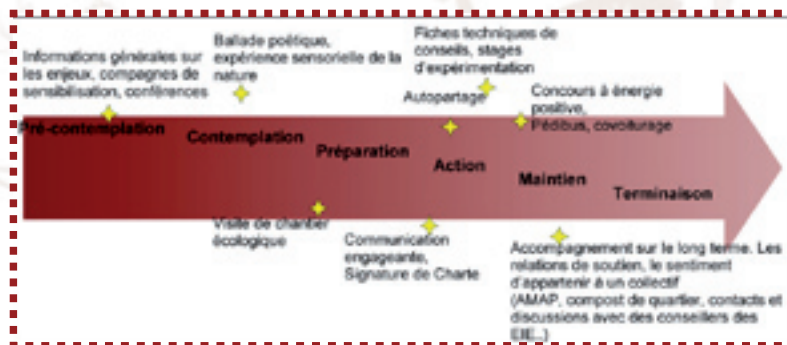 Informations générales sur
les enjeux, compagnes de
sensibilisation, conférences
Ballade poétique,
expérience sensorielle de la
nature
Fiches techniques de
conseils, stages
d'expérimentation
Autopartage
Concours à énergie
positive,
Pédibus, covoiturage
Pré-contemplation
Contemplation
Préparation
Action
Maintien
Terminaison
Visite de chantier
écologique
Communication
engageante,
Signature de Charte
Accompagnement sur le long terme. Les
relations de soutien, le sentiment
d'appartenir à un collectif
(AMAP, compost de quartier, contacts et
discussions avec des conseillers des
EIE...)